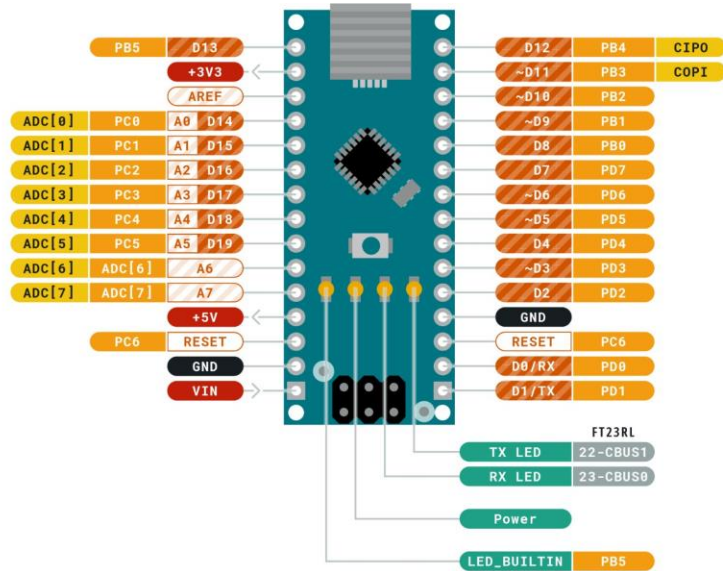 PB5 D13 D12 PB4 CIPO
+3V3 ~D11 PB3 COPI
AREF ~D10 PB2
ADC[0] PC0 A0 D14 ~D9 PB1
ADC[1] PC1 A1 D15 D8 PB0
ADC[2] PC2 A2 D16 D7 PD7
ADC[3] PC3 A3 D17 ~D6 PD6
ADC[4] PC4 A4 D18 ~D5 PD5
ADC[5] PC5 A5 D19 D4 PD4
ADC[6] ADC[6] A6 ~D3 PD3
ADC[7] ADC[7] A7 D2 PD2
+5V GND
PC6 RESET RESET PC6
GND D0/RX PD0
VIN D1/TX PD1
FT23RL
TX LED 22-CBUS1
RX LED 23-CBUS0
Power
LED_BUILTIN PB5